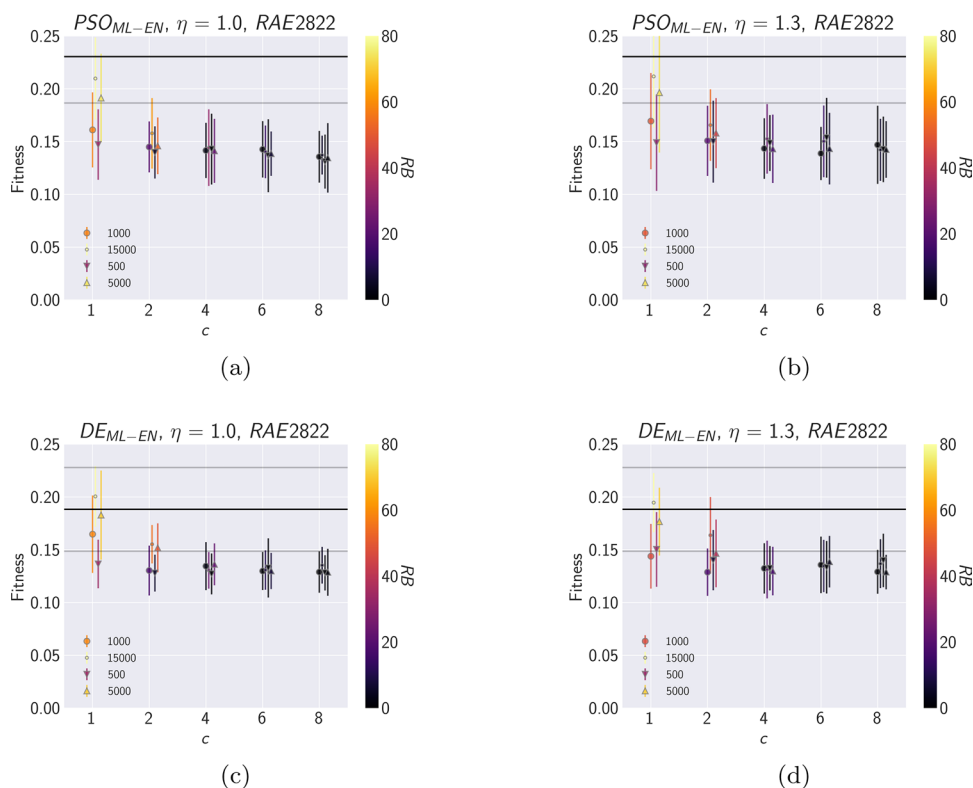 PSO_ML−EN, η = 1.0, RAE2822
0.25
0.20
0.15
0.10
0.05
0.00
Fitness
1 2 4 6 8
c
1000
15000
500
5000
80
60
40
20
0
RB
(a)
PSO_ML−EN, η = 1.3, RAE2822
0.25
0.20
0.15
0.10
0.05
0.00
Fitness
1 2 4 6 8
c
1000
15000
500
5000
80
60
40
20
0
RB
(b)
DE_ML−EN, η = 1.0, RAE2822
0.25
0.20
0.15
0.10
0.05
0.00
Fitness
1 2 4 6 8
c
1000
15000
500
5000
80
60
40
20
0
RB
(c)
DE_ML−EN, η = 1.3, RAE2822
0.25
0.20
0.15
0.10
0.05
0.00
Fitness
1 2 4 6 8
c
1000
15000
500
5000
80
60
40
20
0
RB
(d)